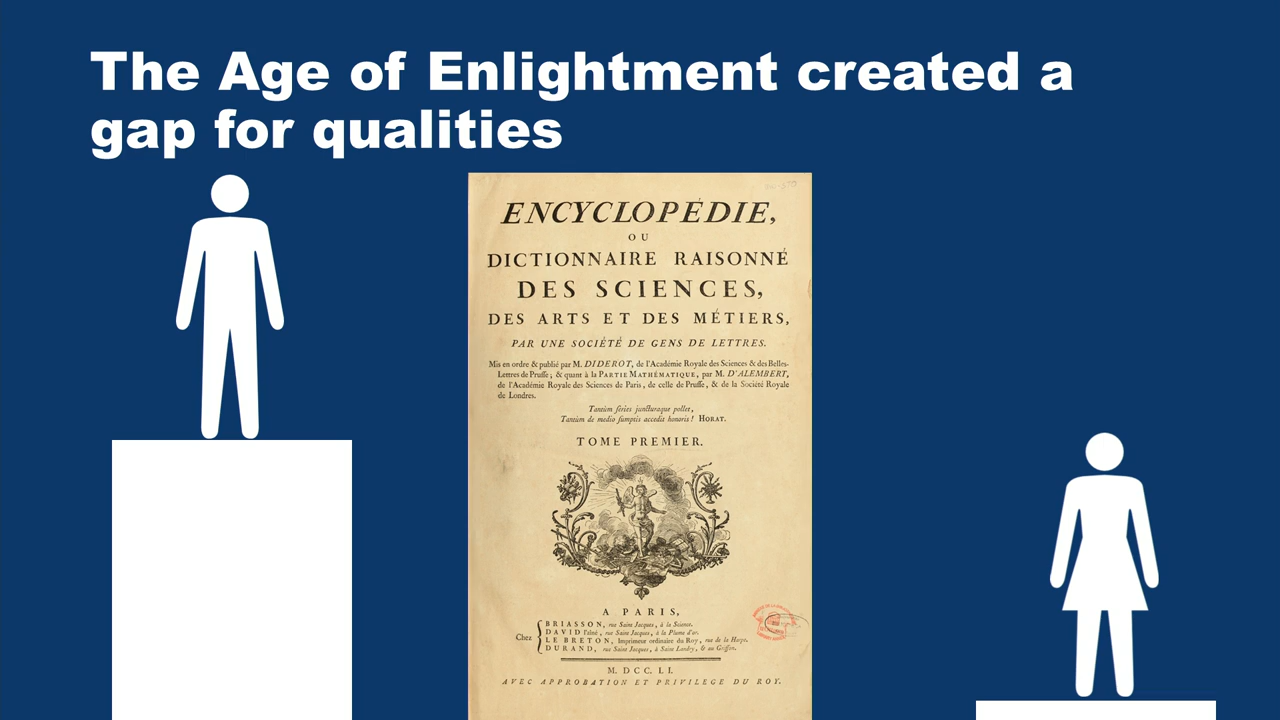 The Age of Enlightment created a
gap for qualities
ENCYCLOPÉDIE,
OU
DICTIONNAIRE RAISONNÉ
DES SCIENCES,
DES ARTS ET DES MÉTIERS,
PAR UNE SOCIÉTÉ DE GENS DE LETTRES.
Mis en ordre & publié par M. DIDEROT, de l'Académie Royale des Sciences & des Belles-
Lettres de Prusse; & quant à la PARTIE MATHÉMATIQUE, par M. D'ALEMBERT,
de l'Académie Royale des Sciences de Paris, de celle de Prusse, & de la Société Royale
de Londres.
Tantùm series juncturaque pollet,
Tantùm de medio sumptis accedit honoris! HORAT.
TOME PREMIER.
A PARIS,
Chez
BRIASSON, rue Saint Jacques, à la Science.
DAVID l'aîné, rue Saint Jacques, à la Plume d'or.
LE BRETON, Imprimeur ordinaire du Roy, rue de la Harpe.
DURAND, rue Saint Jacques, à Saint Landry, & au Griffon.
M. DCC. LI.
AVEC APPROBATION ET PRIVILEGE DU ROY.